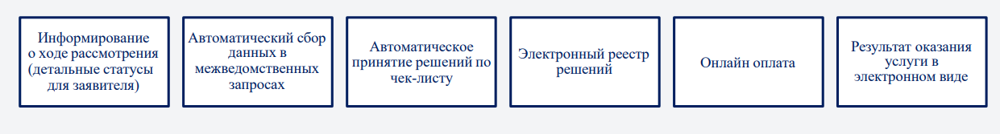 Информирование
о ходе рассмотрения
(детальные статусы
для заявителя)
Автоматический сбор
данных в
межведомственных
запросах
Автоматическое
принятие решений по
чек-листу
Электронный реестр
решений
Онлайн оплата
Результат оказания
услуги в
электронном виде